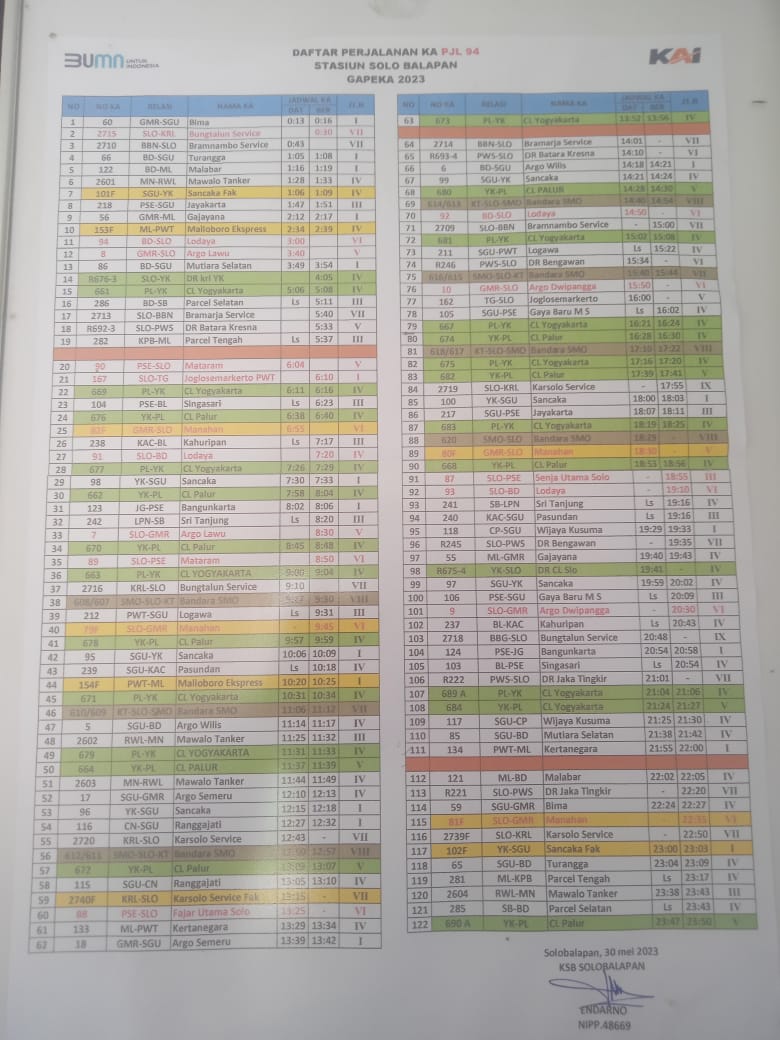 BUMN UNTUK INDONESIA
DAFTAR PERJALANAN KA PJL 94
KAI
STASIUN SOLO BALAPAN
GAPEKA 2023
NO NO KA RELASI NAMA KA JADWAL KA JLR
DAT BER
1 60 GMR-SGU Bima 0:13 0:16 I
2 2715 SLO-KRL Bungtalun Service 0:30 VII
3 2710 BBN-SLO Bramnambo Service 0:43 VII
4 66 BD-SGU Turangga 1:05 1:08 I
5 122 BD-ML Malabar 1:16 1:19 I
6 2601 MN-RWL Mawalo Tanker 1:28 1:33 IV
7 101F SGU-YK Sancaka Fak 1:06 1:09 IV
8 218 PSE-SGU Jayakarta 1:47 1:51 III
9 56 GMR-ML Gajayana 2:12 2:17 I
10 153F ML-PWT Malioboro Ekspress 2:34 2:39 IV
11 94 BD-SLO Lodaya 3:00 VI
12 8 GMR-SLO Argo Lawu 3:40 V
13 86 BD-SGU Mutiara Selatan 3:49 3:54 I
14 R676-3 SLO-YK DR krl YK 4:05 IV
15 661 PL-YK CL Yogyakarta 5:06 5:08 IV
16 286 BD-SB Parcel Selatan Ls 5:11 III
17 2713 SLO-BBN Bramarja Service 5:40 VII
18 R692-3 SLO-PWS DR Batara Kresna 5:33 V
19 282 KPB-ML Parcel Tengah Ls 5:37 III
20 90 PSE-SLO Mataram 6:04 V
21 167 SLO-TG Joglosemarkerto PWT 6:10 I
22 669 PL-YK CL Yogyakarta 6:11 6:16 IV
23 104 PSE-BL Singasari Ls 6:23 III
24 676 YK-PL CL Palur 6:38 6:40 IV
25 82F GMR-SLO Manahan 6:55 VI
26 238 KAC-BL Kahuripan Ls 7:17 III
27 91 SLO-BD Lodaya 7:20 IV
28 677 PL-YK CL Yogyakarta 7:26 7:29 IV
29 98 YK-SGU Sancaka 7:30 7:33 I
30 662 YK-PL CL Palur 7:58 8:04 IV
31 123 JG-PSE Bangunkarta 8:02 8:06 I
32 242 LPN-SB Sri Tanjung Ls 8:20 III
33 7 SLO-GMR Argo Lawu 8:30 V
34 670 YK-PL CL Palur 8:45 8:48 IV
35 89 SLO-PSE Mataram 8:50 VI
36 663 PL-YK CL YOGYAKARTA 9:00 9:04 IV
37 2716 KRL-SLO Bungtalun Service 9:10 VII
38 608/607 SMO-SLO-KT Bandara SMO 9:27 9:30 VIII
39 212 PWT-SGU Logawa Ls 9:31 III
40 79F SLO-GMR Manahan - 9:45 VI
41 678 YK-PL CL Palur 9:57 9:59 IV
42 95 SGU-YK Sancaka 10:06 10:09 I
43 239 SGU-KAC Pasundan Ls 10:18 IV
44 154F PWT-ML Malioboro Ekspress 10:20 10:25 I
45 671 PL-YK CL Yogyakarta 10:31 10:34 IV
46 610/609 KT-SLO-SMO Bandara SMO 11:06 11:12 VII
47 5 SGU-BD Argo Wilis 11:14 11:17 IV
48 2602 RWL-MN Mawalo Tanker 11:25 11:32 III
49 679 PL-YK CL YOGYAKARTA 11:31 11:33 IV
50 664 YK-PL CL PALUR 11:37 11:39 V
51 2603 MN-RWL Mawalo Tanker 11:44 11:49 IV
52 17 SGU-GMR Argo Semeru 12:10 12:13 IV
53 96 YK-SGU Sancaka 12:15 12:18 I
54 116 CN-SGU Ranggajati 12:27 12:32 I
55 2720 KRL-SLO Karsolo Service 12:43 - VII
56 612/611 SMO-SLO-KT Bandara SMO 12:57 VIII
57 672 YK-PL CL Palur 13:07 V
58 115 SGU-CN Ranggajati 13:05 13:10 IV
59 2740F KRL-SLO Karsolo Service Fak 13:15 - VII
60 88 PSE-SLO Fajar Utama Solo 13:25 - VI
61 133 ML-PWT Kertanegara 13:29 13:34 IV
62 18 GMR-SGU Argo Semeru 13:39 13:42 I
NO NO KA RELASI NAMA KA JADWAL KA JLR
DAT BER
63 673 PL-YK CL Yogyakarta 13:52 13:56 IV
64 2714 BBN-SLO Bramarja Service 14:01 - VII
65 R693-4 PWS-SLO DR Batara Kresna 14:10 - VI
66 6 BD-SGU Argo Wilis 14:18 14:21 I
67 99 SGU-YK Sancaka 14:21 14:24 IV
68 680 YK-PL CL PALUR 14:28 14:30 V
69 614/613 KT-SLO-SMO Bandara SMO 14:40 14:54 VIII
70 92 BD-SLO Lodaya 14:50 - VI
71 2709 SLO-BBN Bramnambo Service - 15:00 VII
72 681 PL-YK CL Yogyakarta 15:02 15:08 IV
73 211 SGU-PWT Logawa Ls 15:22 IV
74 R246 PWS-SLO DR Bengawan 15:34 - VI
75 616/615 SMO-SLO-KT Bandara SMO 15:40 15:44 VII
76 10 GMR-SLO Argo Dwipangga 15:50 - VI
77 162 TG-SLO Joglosemarkerto 16:00 - V
78 105 SGU-PSE Gaya Baru M S Ls 16:02 IV
79 667 PL-YK CL Yogyakarta 16:21 16:24 IV
80 674 YK-PL CL Palur 16:28 16:30 IV
81 618/617 KT-SLO-SMO Bandara SMO 17:10 17:22 VIII
82 675 PL-YK CL Yogyakarta 17:16 17:20 IV
83 682 YK-PL CL Palur 17:39 17:41 V
84 2719 SLO-KRL Karsolo Service - 17:55 IX
85 100 YK-SGU Sancaka 18:00 18:03 I
86 217 SGU-PSE Jayakarta 18:07 18:11 III
87 683 PL-YK CL Yogyakarta 18:19 18:25 IV
88 620 SMO-SLO Bandara SMO 18:29 - VIII
89 80F GMR-SLO Manahan 18:30 - V
90 668 YK-PL CL Palur 18:53 18:56 IV
91 87 SLO-PSE Senja Utama Solo - 18:55 III
92 93 SLO-BD Lodaya - 19:10 VI
93 241 SB-LPN Sri Tanjung Ls 19:16 IV
94 240 KAC-SGU Pasundan Ls 19:16 III
95 118 CP-SGU Wijaya Kusuma 19:29 19:33 I
96 R245 SLO-PWS DR Bengawan - 19:35 VII
97 55 ML-GMR Gajayana 19:40 19:43 IV
98 R675-4 YK-SLO DR CL Slo 19:41 - IV
99 97 SGU-YK Sancaka 19:59 20:02 IV
100 106 PSE-SGU Gaya Baru M S Ls 20:09 III
101 9 SLO-GMR Argo Dwipangga - 20:30 VI
102 237 BL-KAC Kahuripan Ls 20:43 IV
103 2718 BBG-SLO Bungtalun Service 20:48 - IX
104 124 PSE-JG Bangunkarta 20:54 20:58 I
105 103 BL-PSE Singasari Ls 20:54 IV
106 R222 PWS-SLO DR Jaka Tingkir 21:01 - VII
107 689 A PL-YK CL Yogyakarta 21:04 21:06 IV
108 684 YK-PL CL Palur 21:24 21:27 V
109 117 SGU-CP Wijaya Kusuma 21:25 21:30 IV
110 85 SGU-BD Mutiara Selatan 21:38 21:42 IV
111 134 PWT-ML Kertanegara 21:55 22:00 I
112 121 ML-BD Malabar 22:02 22:05 IV
113 R221 SLO-PWS DR Jaka Tingkir - 22:20 VII
114 59 SGU-GMR Bima 22:24 22:27 IV
115 81F SLO-GMR Manahan - 22:35 VI
116 2739F SLO-KRL Karsolo Service - 22:50 VII
117 102F YK-SGU Sancaka Fak 23:00 23:03 I
118 65 SGU-BD Turangga 23:04 23:09 IV
119 281 ML-KPB Parcel Tengah Ls 23:17 IV
120 2604 RWL-MN Mawalo Tanker 23:38 23:43 III
121 285 SB-BD Parcel Selatan Ls 23:43 IV
122 690 A YK-PL CL Palur 23:47 23:50 V
Solobalapan, 30 mei 2023
KSB SOLOBALAPAN
ENDARNO
NIPP.48669